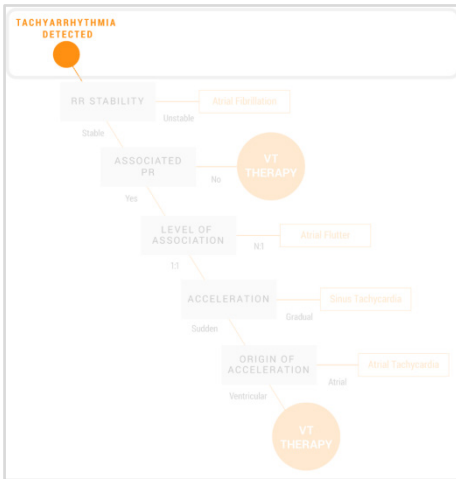 TACHYARRHYTHMIA
DETECTED
RR STABILITY
Atrial Fibrillation
Unstable
Stable
ASSOCIATED
PR
VT
THERAPY
No
Yes
LEVEL OF
ASSOCIATION
Atrial Flutter
N:1
1:1
ACCELERATION
Sinus Tachycardia
Gradual
Sudden
ORIGIN OF
ACCELERATION
Atrial Tachycardia
Atrial
Ventricular
VT
THERAPY